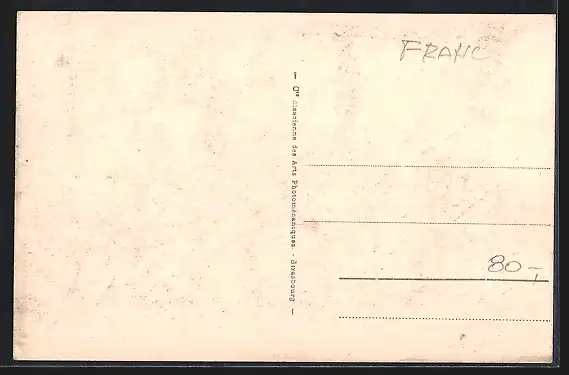 FRANC
— Cie Alsacienne des Arts Photomécaniques - Strasbourg —
80,-